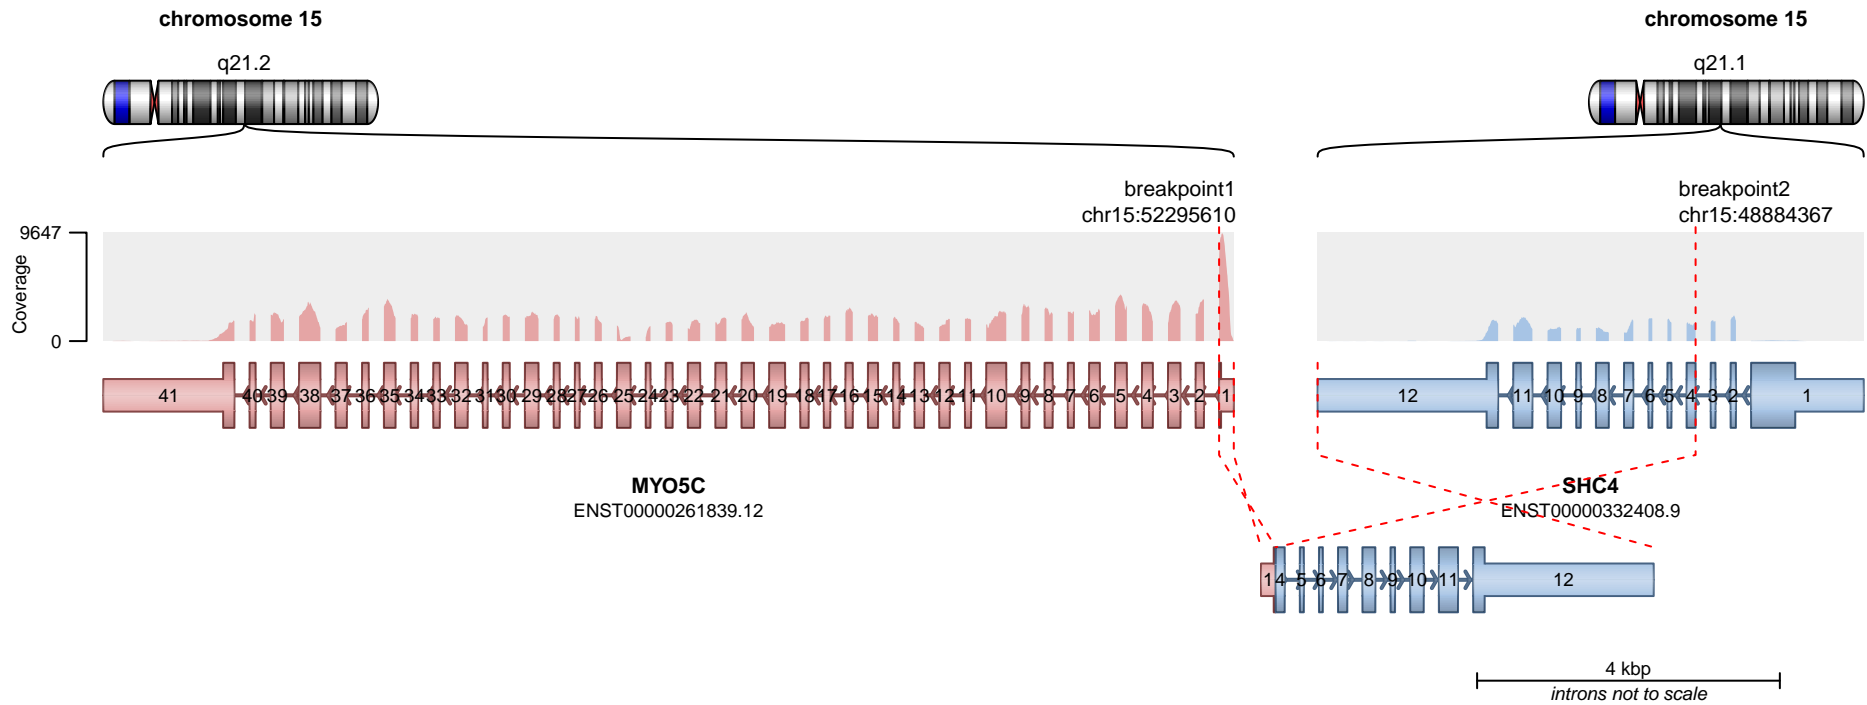 chromosome 15
chromosome 15
q21.2
q21.1
breakpoint1
chr15:52295610
breakpoint2
chr15:48884367
9647
Coverage
0
41 40 39 38 37 36 35 34 33 32 31 30 29 28 27 26 25 24 23 22 21 20 19 18 17 16 15 14 13 12 11 10 9 8 7 6 5 4 3 2 1
12 11 10 9 8 7 6 5 4 3 2 1
MYO5C
ENST00000261839.12
SHC4
ENST00000332408.9
1 4 5 6 7 8 9 10 11 12
4 kbp
introns not to scale